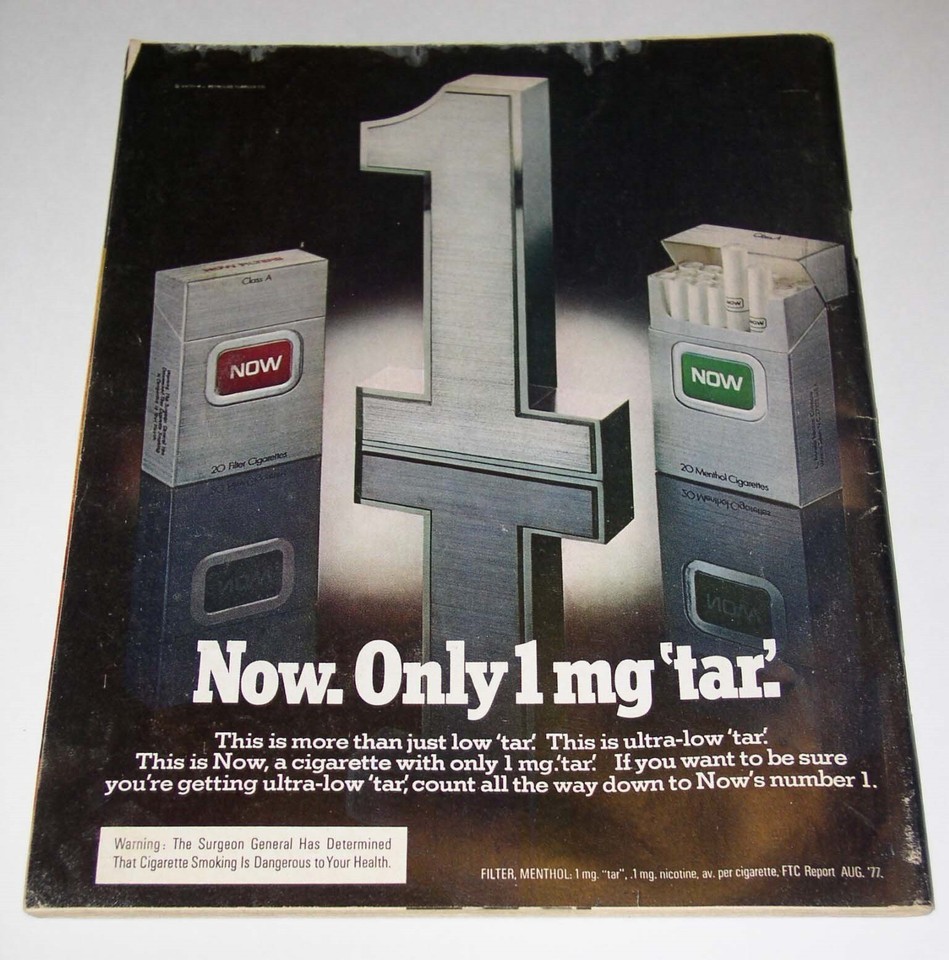 1
Class A
NOW
20 Filter Cigarettes
NOW
NOW
NOW
20 Menthol Cigarettes
Now. Only 1 mg 'tar'.
This is more than just low 'tar'. This is ultra-low 'tar'.
This is Now, a cigarette with only 1 mg. 'tar'. If you want to be sure
you're getting ultra-low 'tar', count all the way down to Now's number 1.
Warning: The Surgeon General Has Determined
That Cigarette Smoking Is Dangerous to Your Health.
FILTER, MENTHOL: 1 mg. "tar", .1 mg. nicotine, av. per cigarette, FTC Report AUG. '77.